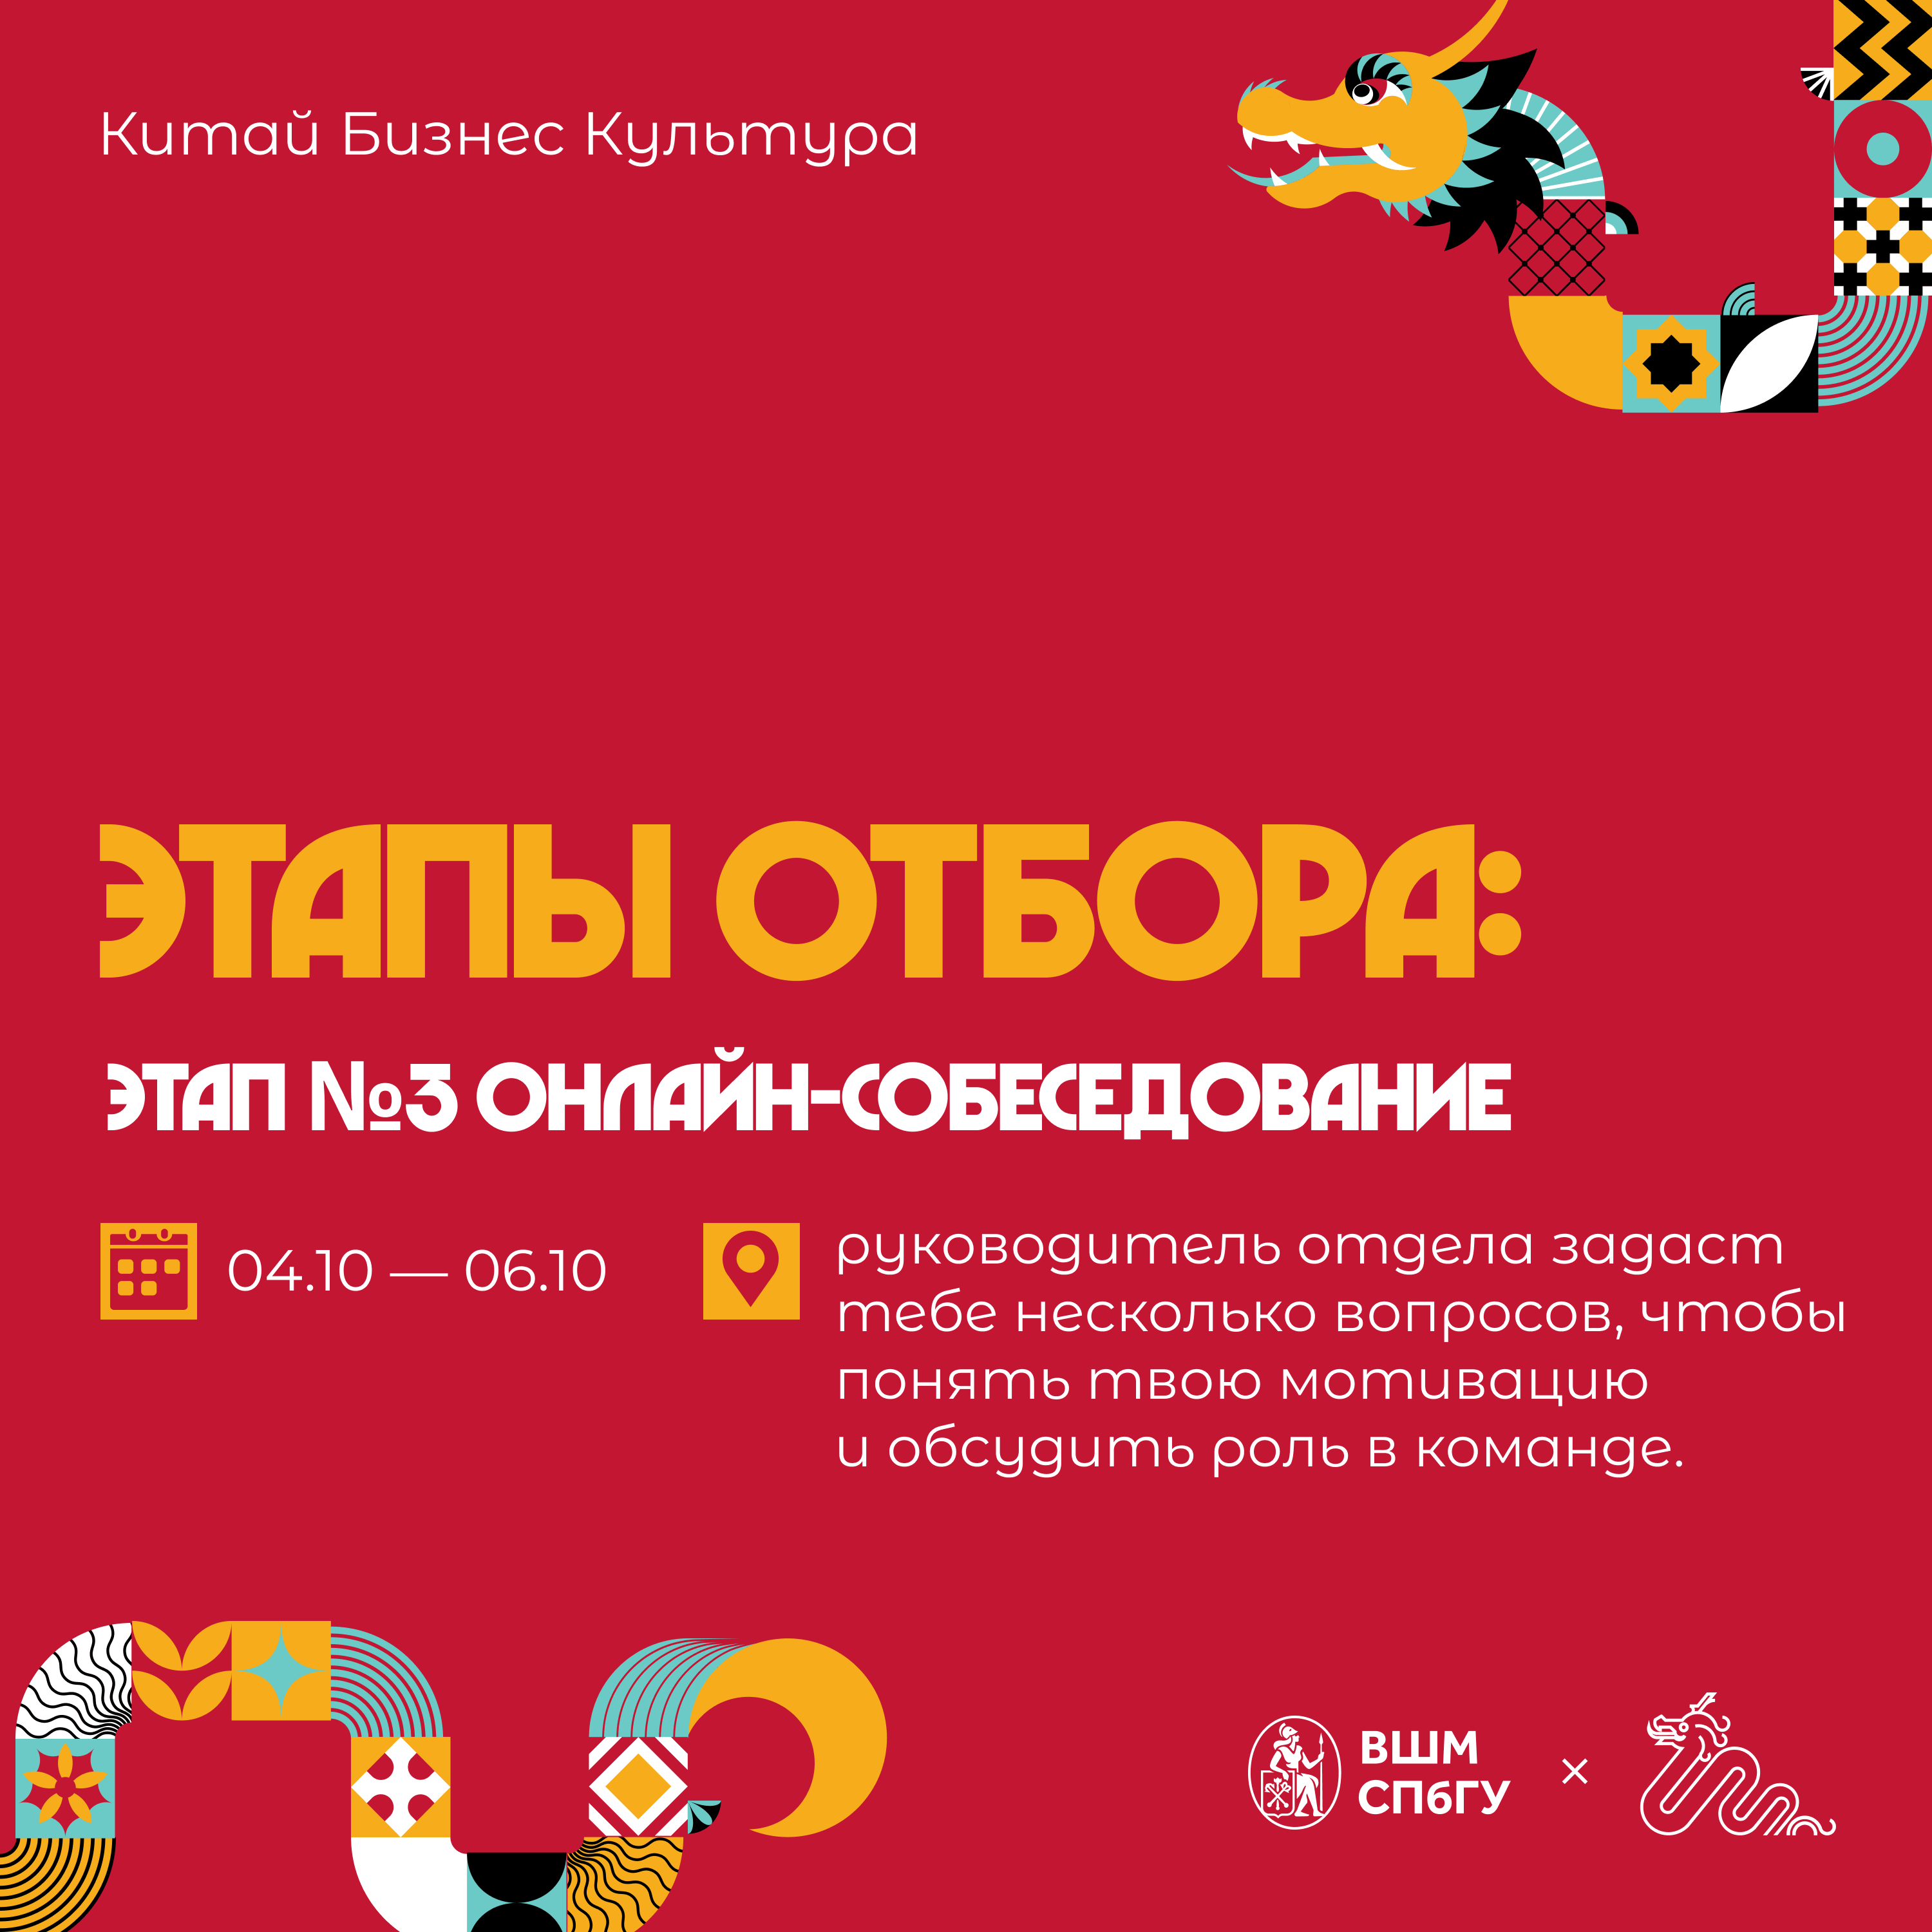 Китай Бизнес Культура
ЭТАПЫ ОТБОРА:
ЭТАП №3 ОНЛАЙН-СОБЕСЕДОВАНИЕ
04.10 — 06.10
руководитель отдела задаст
тебе несколько вопросов, чтобы
понять твою мотивацию
и обсудить роль в команде.
ВШМ
СПбГУ
×